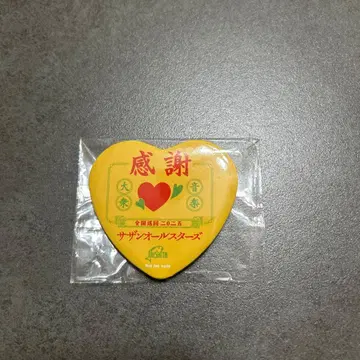 感謝
大衆
音楽
サザンオールスターズ